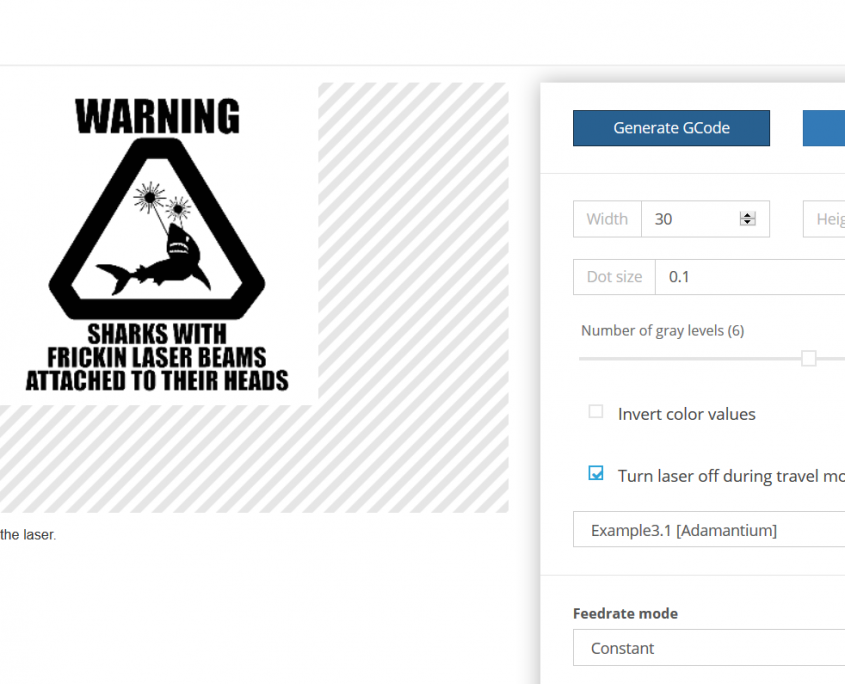 WARNING
SHARKS WITH
FRICKIN LASER BEAMS
ATTACHED TO THEIR HEADS
the laser.
Generate GCode
Width 30
Dot size 0.1
Number of gray levels (6)
Invert color values
Turn laser off during travel
Example3.1 [Adamantium]
Feedrate mode
Constant